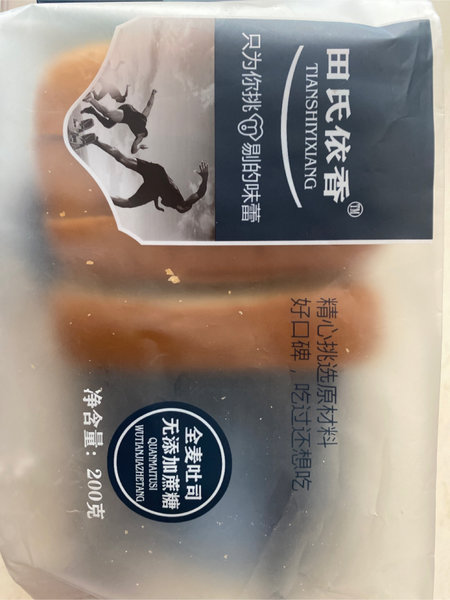 田氏依香
TM
TIANSHIYIXIANG
只为你挑剔的味蕾
精心挑选原材料
好口碑，吃过还想吃
全麦吐司
无添加蔗糖
QUANMAITUSI
WUTIANJIAZHETANG
净含量：200克